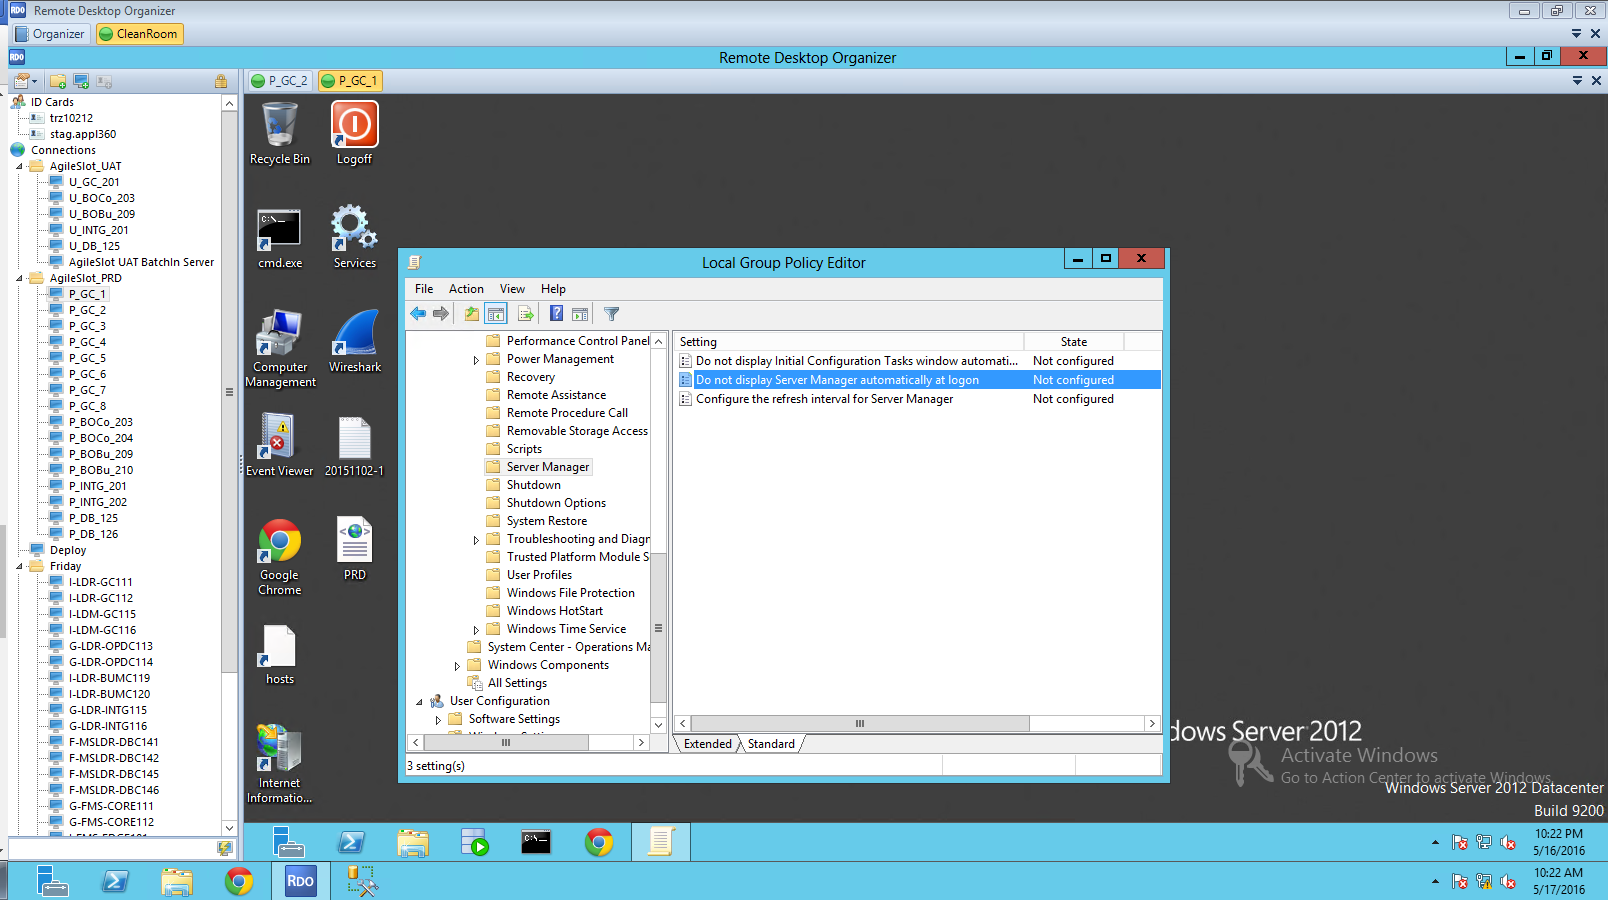 RDO Remote Desktop Organizer
Organizer CleanRoom
RDO Remote Desktop Organizer
P_GC_2 P_GC_1
ID Cards
trz10212
stag.appl360
Connections
AgileSlot_UAT
U_GC_201
U_BOCo_203
U_BOBu_209
U_INTG_201
U_DB_125
AgileSlot UAT BatchIn Server
AgileSlot_PRD
P_GC_1
P_GC_2
P_GC_3
P_GC_4
P_GC_5
P_GC_6
P_GC_7
P_GC_8
P_BOCo_203
P_BOCo_204
P_BOBu_209
P_BOBu_210
P_INTG_201
P_INTG_202
P_DB_125
P_DB_126
Deploy
Friday
I-LDR-GC111
I-LDR-GC112
I-LDM-GC115
I-LDM-GC116
G-LDR-OPDC113
G-LDR-OPDC114
I-LDR-BUMC119
I-LDR-BUMC120
G-LDR-INTG115
G-LDR-INTG116
F-MSLDR-DBC141
F-MSLDR-DBC142
F-MSLDR-DBC145
F-MSLDR-DBC146
G-FMS-CORE111
G-FMS-CORE112
Recycle Bin
Logoff
C:\._
cmd.exe
Services
Computer
Management
Wireshark
Event Viewer
20151102-1
Google
Chrome
PRD
hosts
Internet
Informatio...
Local Group Policy Editor
File Action View Help
Performance Control Panel
Power Management
Recovery
Remote Assistance
Remote Procedure Call
Removable Storage Access
Scripts
Server Manager
Shutdown
Shutdown Options
System Restore
Troubleshooting and Diagn
Trusted Platform Module S
User Profiles
Windows File Protection
Windows HotStart
Windows Time Service
System Center - Operations Ma
Windows Components
All Settings
User Configuration
Software Settings
Setting State
Do not display Initial Configuration Tasks window automati... Not configured
Do not display Server Manager automatically at logon Not configured
Configure the refresh interval for Server Manager Not configured
Extended Standard
3 setting(s)
dows Server 2012
Activate Windows
Go to Action Center to activate Windows.
Windows Server 2012 Datacenter
Build 9200
C:\._
10:22 PM
5/16/2016
RDO
10:22 AM
5/17/2016